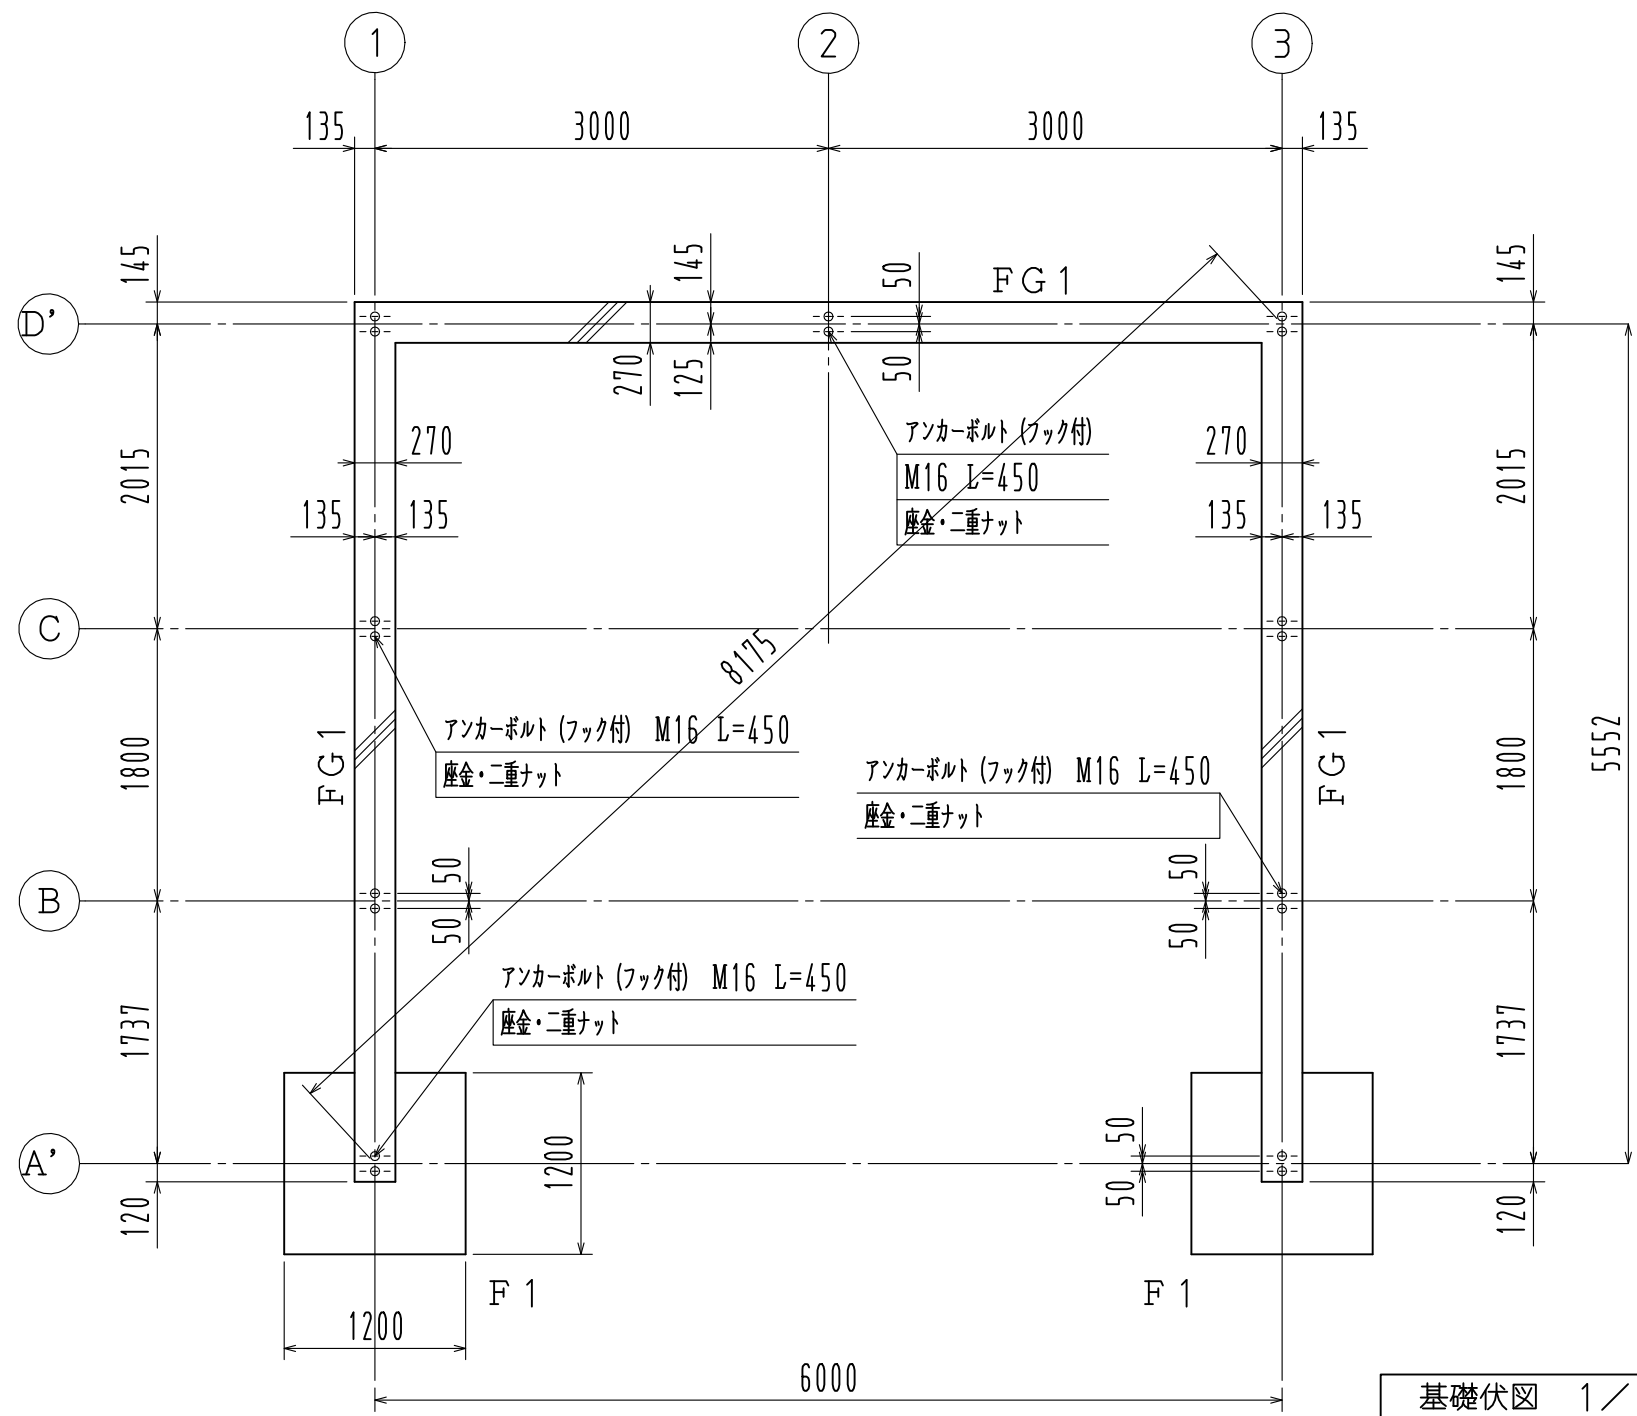 1 2 3
135 3000 3000 135
145 145 50 FG1 145
D'
270 125 50
アンカーボルト(フック付)
M16 L=450
座金・二重ナット
270 270
2015 2015
135 135 135 135
C
8175
アンカーボルト(フック付) M16 L=450
座金・二重ナット
FG1 FG1
1800 1800
5552
アンカーボルト(フック付) M16 L=450
座金・二重ナット
50 50
B
50 50
アンカーボルト(フック付) M16 L=450
座金・二重ナット
1737 1737
1200
50
A'
50
120 120
F1 F1
1200
6000
基礎伏図 1/